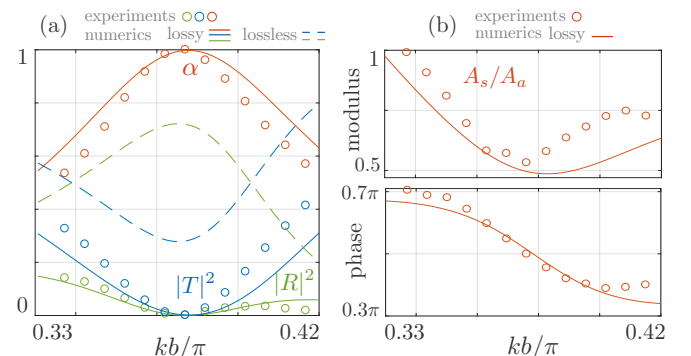 (a) experiments
numerics lossy lossless
1
α
|T|² |R|²
0
0.33 0.42
kb/π
(b) experiments
numerics lossy
1
modulus
A_s/A_a
0.5
0.7π
phase
0.3π
0.33 0.42
kb/π